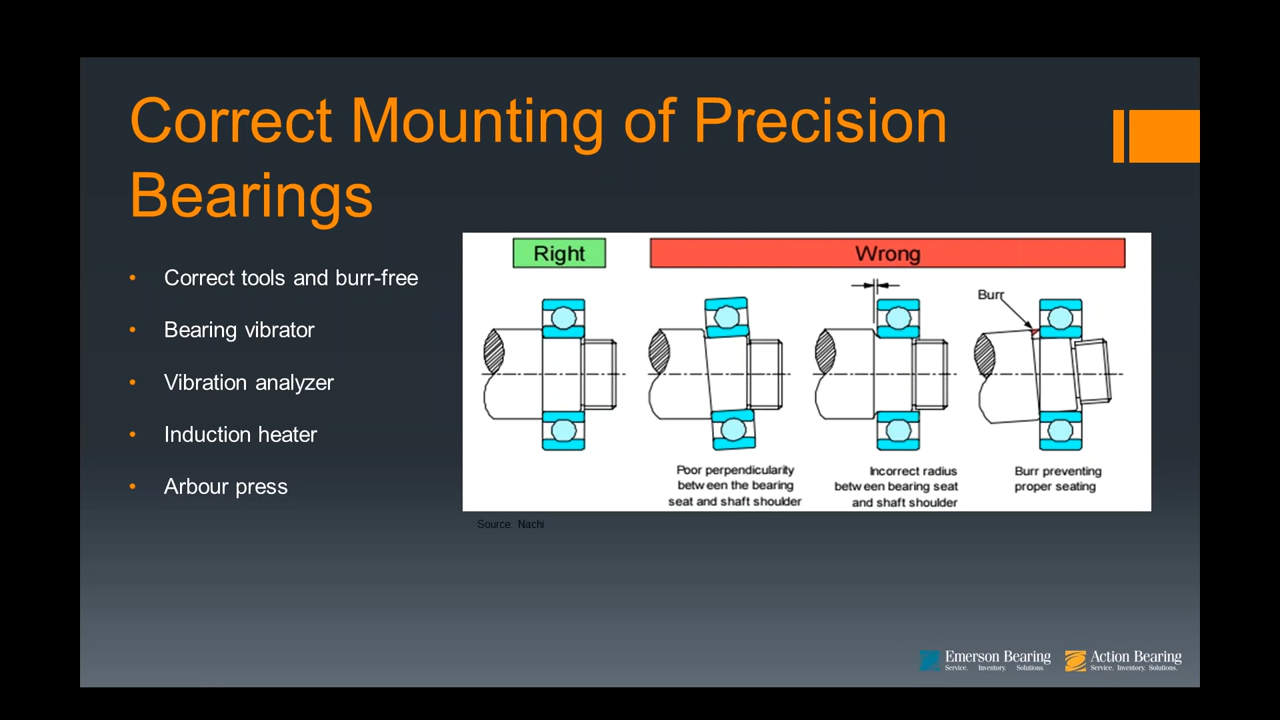 Correct Mounting of Precision
Bearings
• Correct tools and burr-free
• Bearing vibrator
• Vibration analyzer
• Induction heater
• Arbour press
Right
Wrong
Burr
Poor perpendicularity
between the bearing
seat and shaft shoulder
Incorrect radius
between bearing seat
and shaft shoulder
Burr preventing
proper seating
Source: Nachi
Emerson Bearing
Service. Inventory. Solutions.
Action Bearing
Service. Inventory. Solutions.